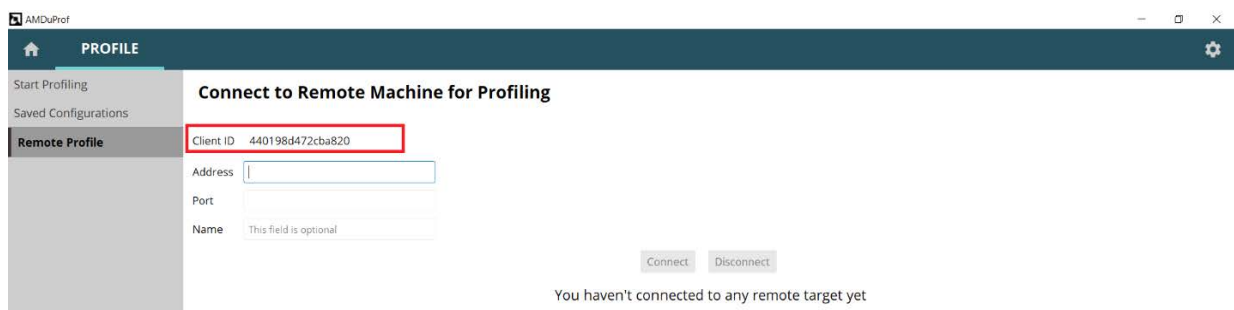 AMDuProf
PROFILE
Start Profiling
Saved Configurations
Remote Profile
Connect to Remote Machine for Profiling
Client ID 440198d472cba820
Address
Port
Name This field is optional
Connect Disconnect
You haven't connected to any remote target yet